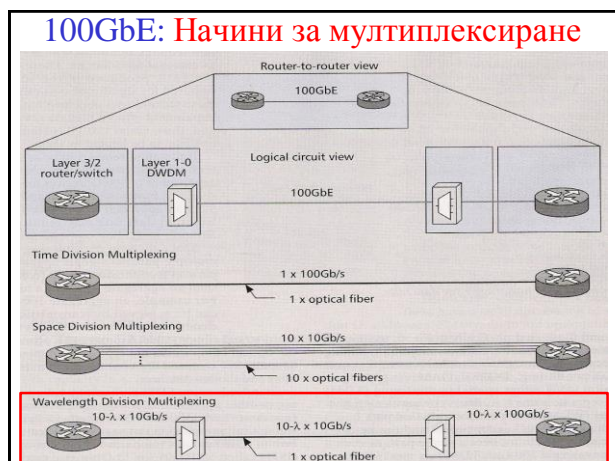 100GbE: Начини за мултиплексиране
Router-to-router view
100GbE
Layer 3/2
router/switch
Layer 1-0
DWDM
Logical circuit view
100GbE
Time Division Multiplexing
1 x 100Gb/s
1 x optical fiber
Space Division Multiplexing
10 x 10Gb/s
10 x optical fibers
Wavelength Division Multiplexing
10-λ x 10Gb/s
10-λ x 10Gb/s
10-λ x 100Gb/s
1 x optical fiber